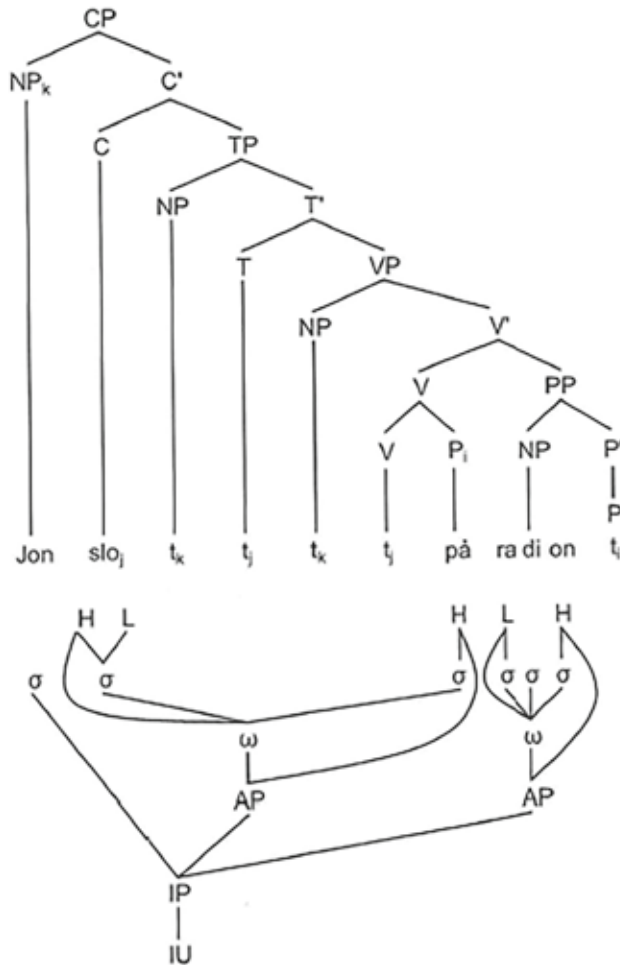 CP
NPₖ C'
C TP
NP T'
T VP
NP V'
V PP
V Pᵢ NP P'
P
Jon sloⱼ tₖ tⱼ tₖ tⱼ på ra di on tᵢ
H L H L H
σ σ σ σ σ σ
ω ω
AP AP
IP
IU